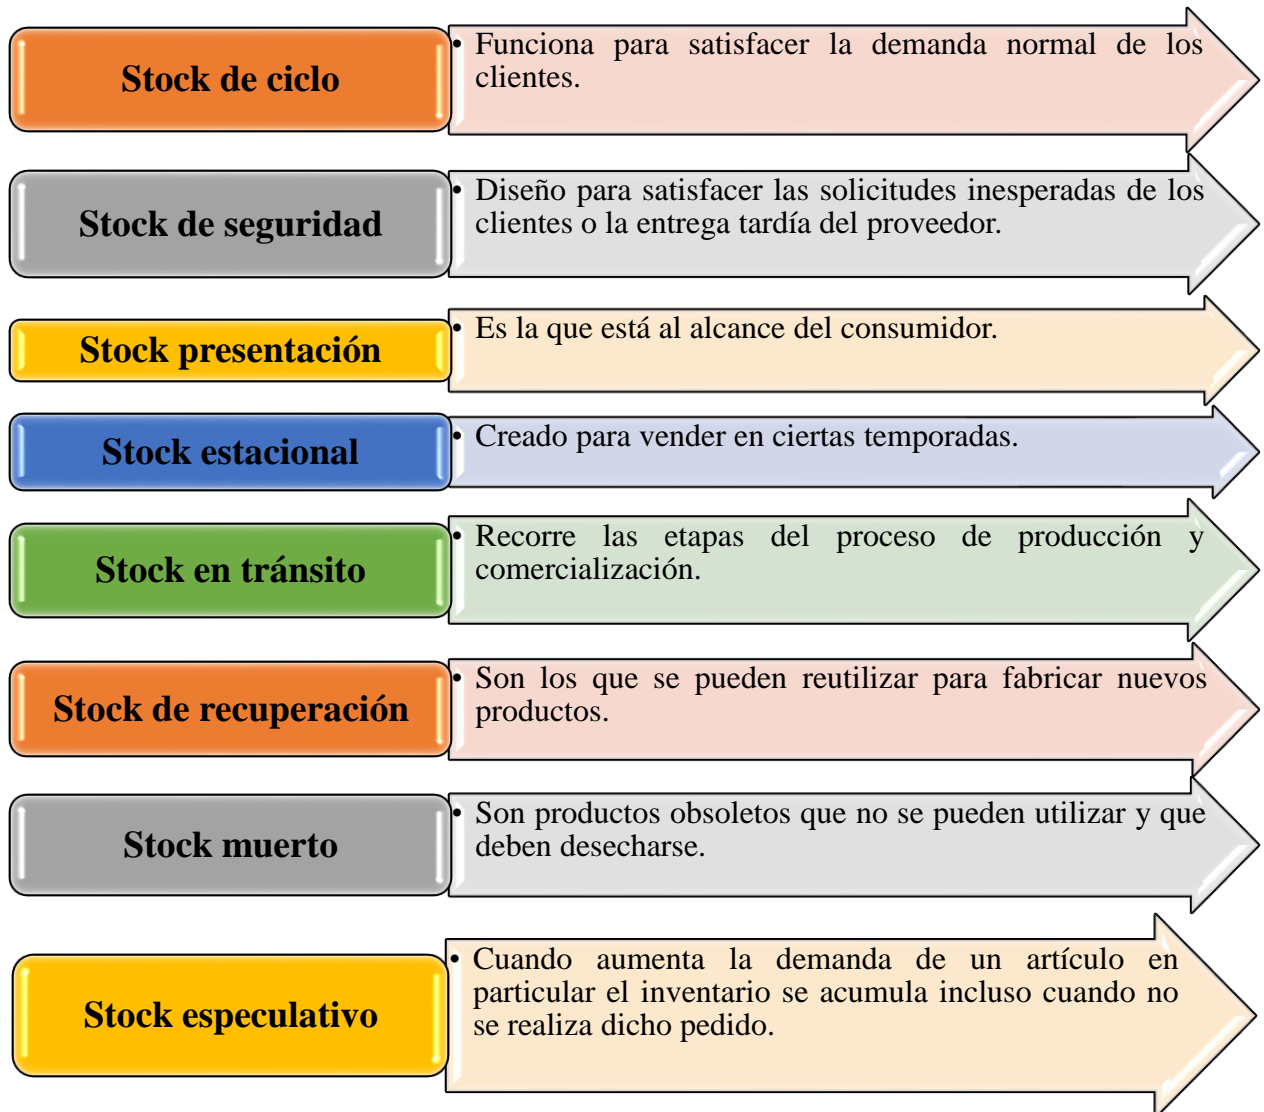 Stock de ciclo
• Funciona para satisfacer la demanda normal de los
clientes.
Stock de seguridad
• Diseño para satisfacer las solicitudes inesperadas de los
clientes o la entrega tardía del proveedor.
Stock presentación
• Es la que está al alcance del consumidor.
Stock estacional
• Creado para vender en ciertas temporadas.
Stock en tránsito
• Recorre las etapas del proceso de producción y
comercialización.
Stock de recuperación
• Son los que se pueden reutilizar para fabricar nuevos
productos.
Stock muerto
• Son productos obsoletos que no se pueden utilizar y que
deben desecharse.
Stock especulativo
• Cuando aumenta la demanda de un artículo en
particular el inventario se acumula incluso cuando no
se realiza dicho pedido.